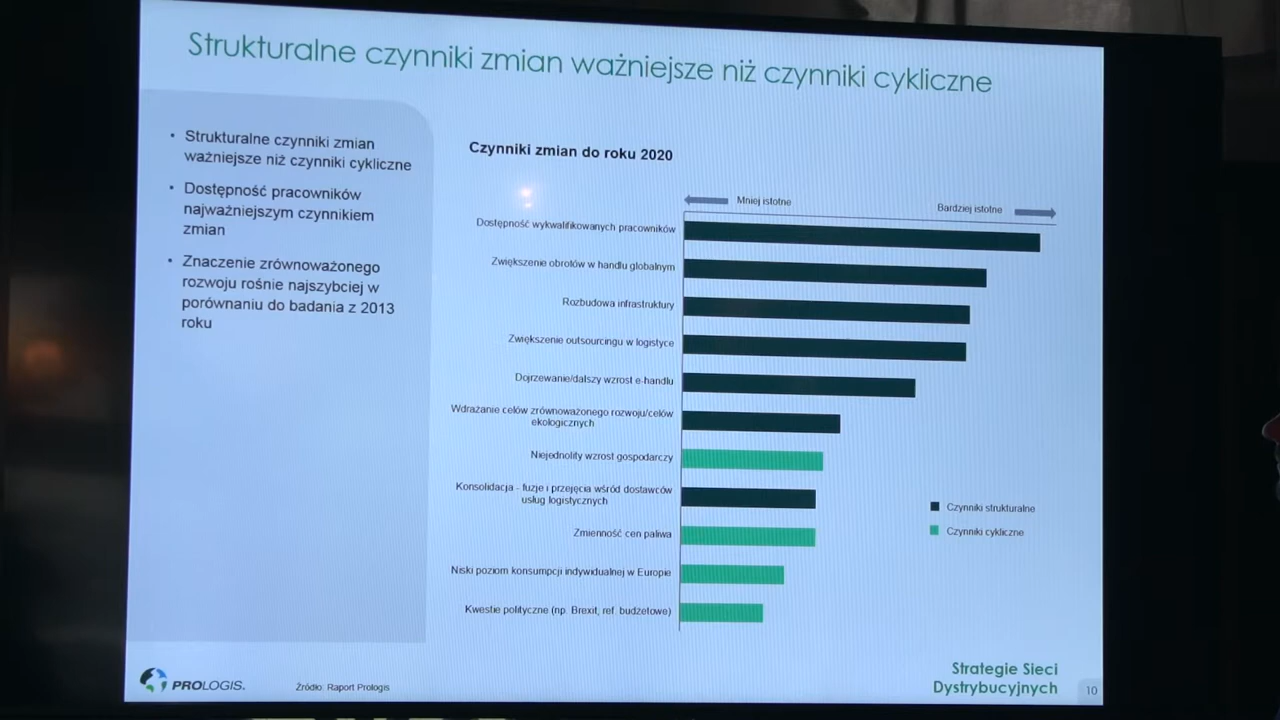 Strukturalne czynniki zmian ważniejsze niż czynniki cykliczne
• Strukturalne czynniki zmian
ważniejsze niż czynniki cykliczne
• Dostępność pracowników
najważniejszym czynnikiem
zmian
• Znaczenie zrównoważonego
rozwoju rośnie najszybciej w
porównaniu do badania z 2013
roku
Czynniki zmian do roku 2020
Mniej istotne
Bardziej istotne
Dostępność wykwalifikowanych pracowników
Zwiększenie obrotów w handlu globalnym
Rozbudowa infrastruktury
Zwiększenie outsourcingu w logistyce
Dojrzewanie/dalszy wzrost e-handlu
Wdrażanie celów zrównoważonego rozwoju/celów
ekologicznych
Niejednolity wzrost gospodarczy
Konsolidacja - fuzje i przejęcia wśród dostawców
usług logistycznych
Zmienność cen paliwa
Niski poziom konsumpcji indywidualnej w Europie
Kwestie polityczne (np. Brexit, ref. budżetowe)
Czynniki strukturalne
Czynniki cykliczne
PROLOGIS.
Źródło: Raport Prologis
Strategie Sieci
Dystrybucyjnych
10